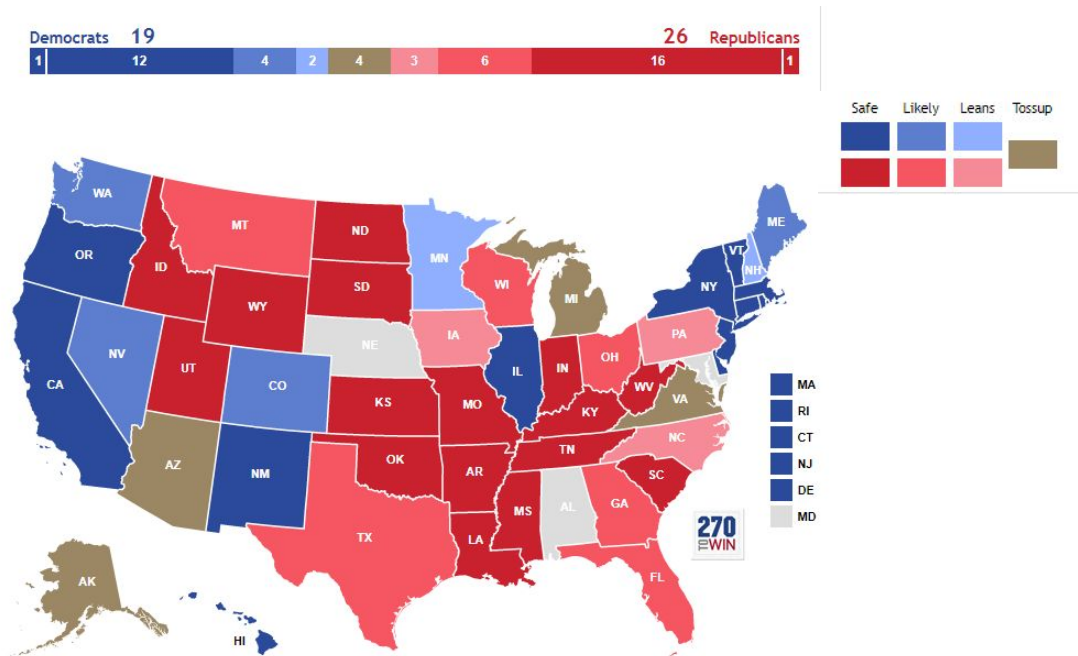 Democrats 19 26 Republicans
1 12 4 2 4 3 6 16 1
Safe Likely Leans Tossup
WA
MT
ND
MN
ME
VT
NH
OR
ID
WI
NY
SD
MI
WY
IA
PA
NE
NV
OH
IL
IN
UT
CO
WV
CA
VA
MA
KS
MO
KY
RI
NC
CT
TN
AZ
OK
NM
AR
NJ
SC
DE
MS
AL
GA
MD
270
TO WIN
TX
LA
FL
AK
HI